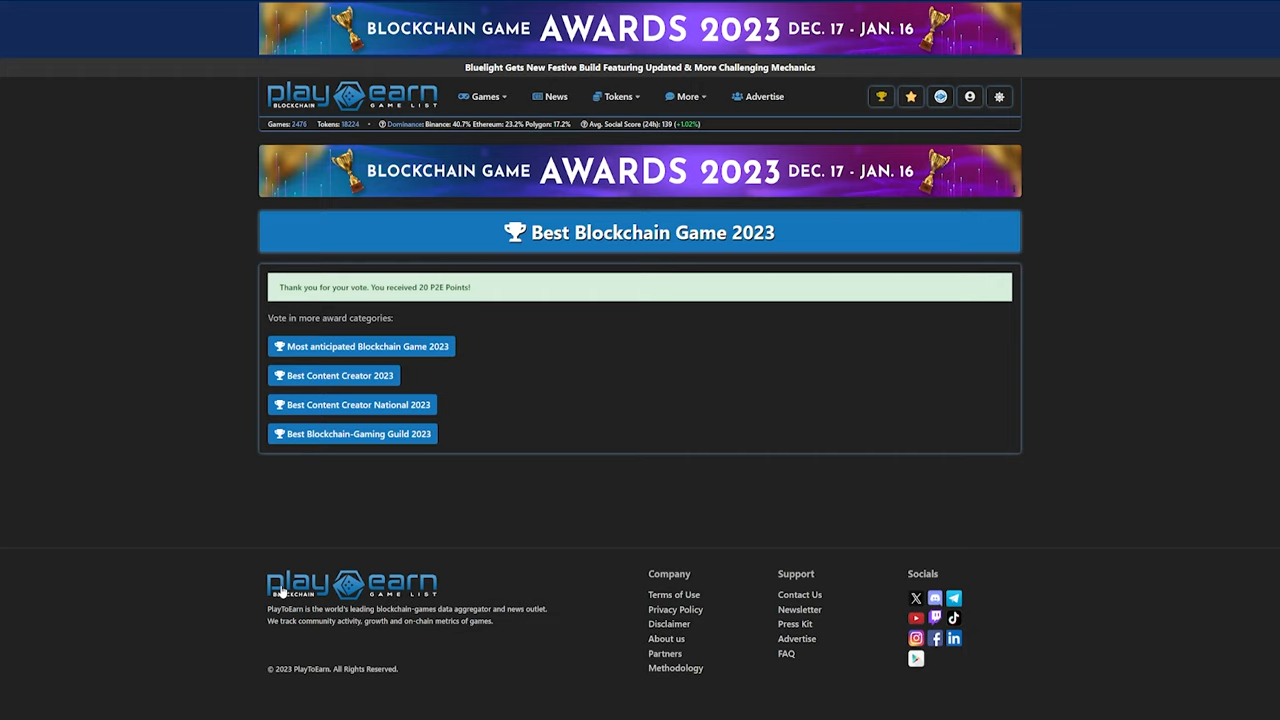 BLOCKCHAIN GAME AWARDS 2023 DEC. 17 - JAN. 16
Bluelight Gets New Festive Build Featuring Updated & More Challenging Mechanics
play earn
BLOCKCHAIN GAME LIST
Games
News
Tokens
More
Advertise
Games: 2476 Tokens: 18224 - Dominance: Binance: 40.7% Ethereum: 23.2% Polygon: 17.2% Avg. Social Score (24h): 139 (+1.02%)
BLOCKCHAIN GAME AWARDS 2023 DEC. 17 - JAN. 16
Best Blockchain Game 2023
Thank you for your vote. You received 20 P2E Points!
Vote in more award categories:
Most anticipated Blockchain Game 2023
Best Content Creator 2023
Best Content Creator National 2023
Best Blockchain-Gaming Guild 2023
play earn
BLOCKCHAIN GAME LIST
PlayToEarn is the world's leading blockchain-games data aggregator and news outlet.
We track community activity, growth and on-chain metrics of games.
© 2023 PlayToEarn. All Rights Reserved.
Company
Terms of Use
Privacy Policy
Disclaimer
About us
Partners
Methodology
Support
Contact Us
Newsletter
Press Kit
Advertise
FAQ
Socials